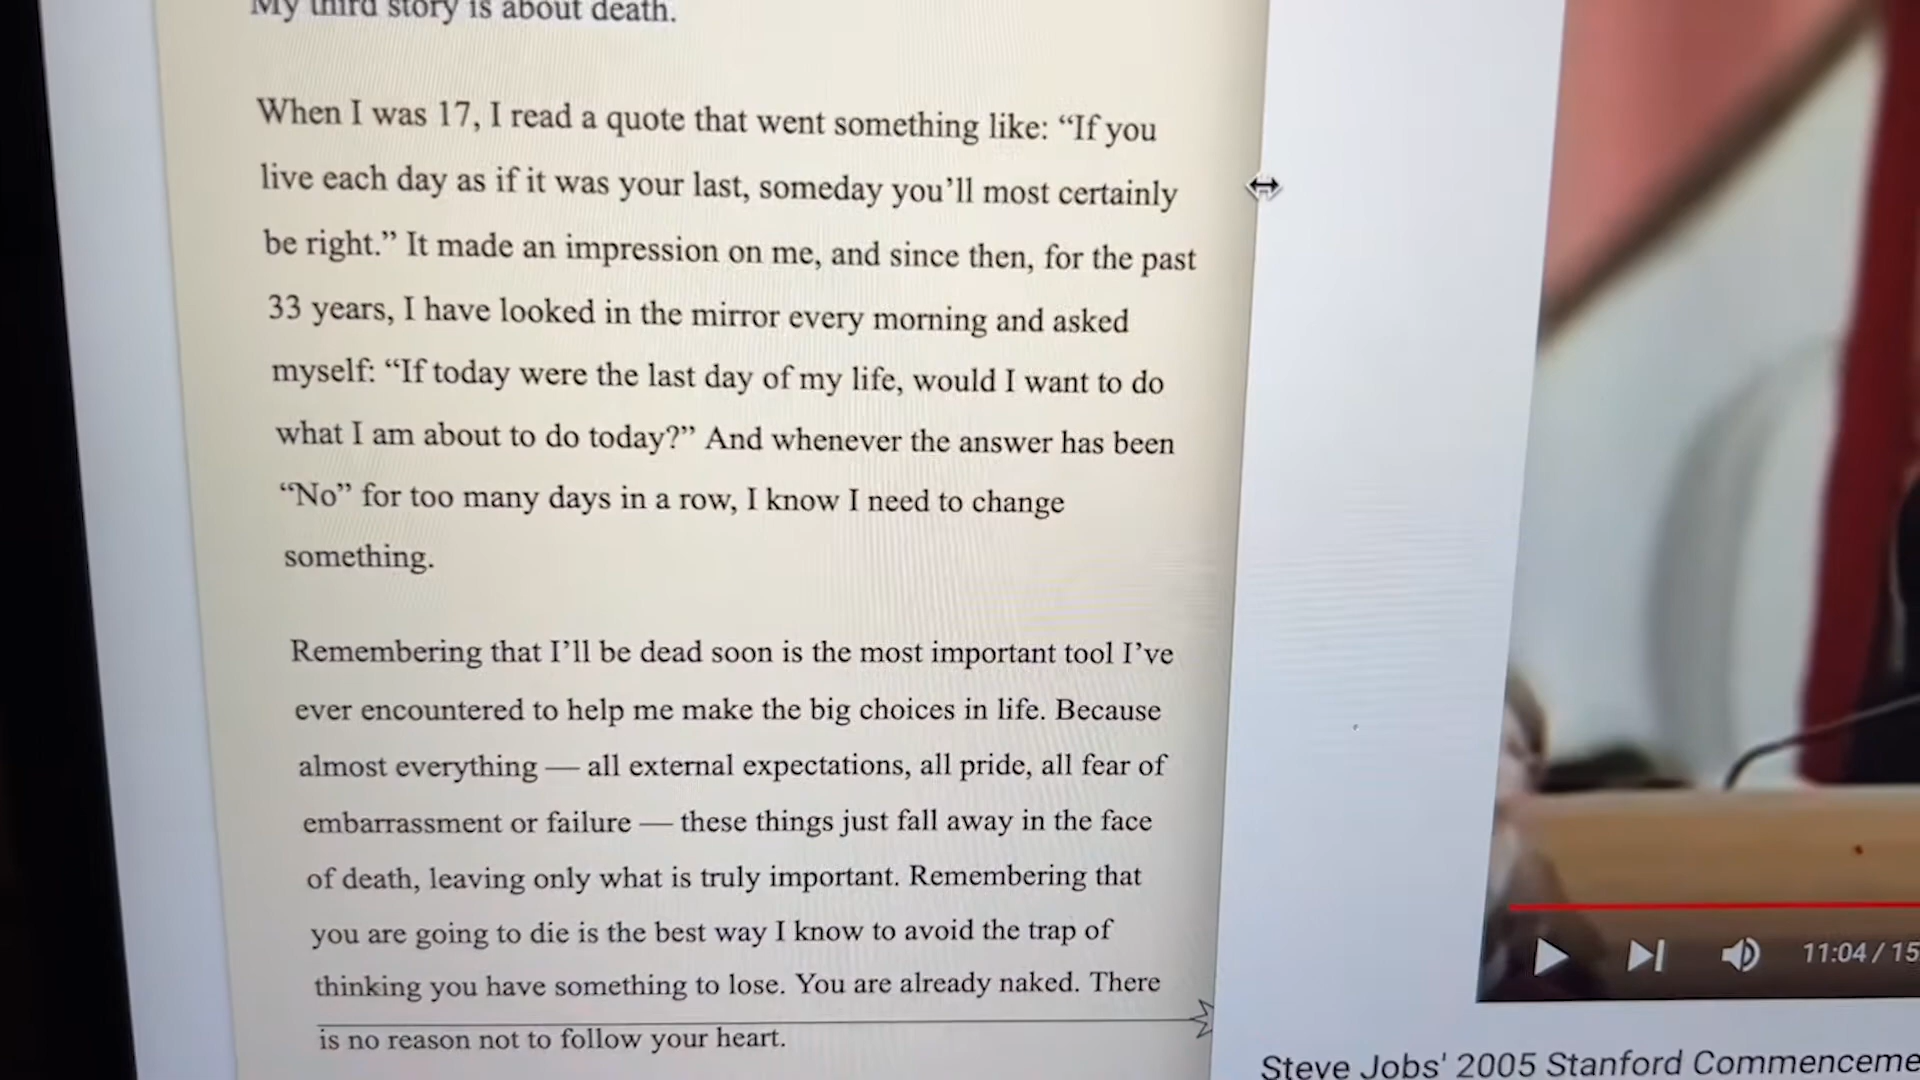 My third story is about death.
When I was 17, I read a quote that went something like: “If you
live each day as if it was your last, someday you’ll most certainly
be right.” It made an impression on me, and since then, for the past
33 years, I have looked in the mirror every morning and asked
myself: “If today were the last day of my life, would I want to do
what I am about to do today?” And whenever the answer has been
“No” for too many days in a row, I know I need to change
something.
Remembering that I’ll be dead soon is the most important tool I’ve
ever encountered to help me make the big choices in life. Because
almost everything — all external expectations, all pride, all fear of
embarrassment or failure — these things just fall away in the face
of death, leaving only what is truly important. Remembering that
you are going to die is the best way I know to avoid the trap of
thinking you have something to lose. You are already naked. There
is no reason not to follow your heart.
11:04 / 15
Steve Jobs' 2005 Stanford Commenceme